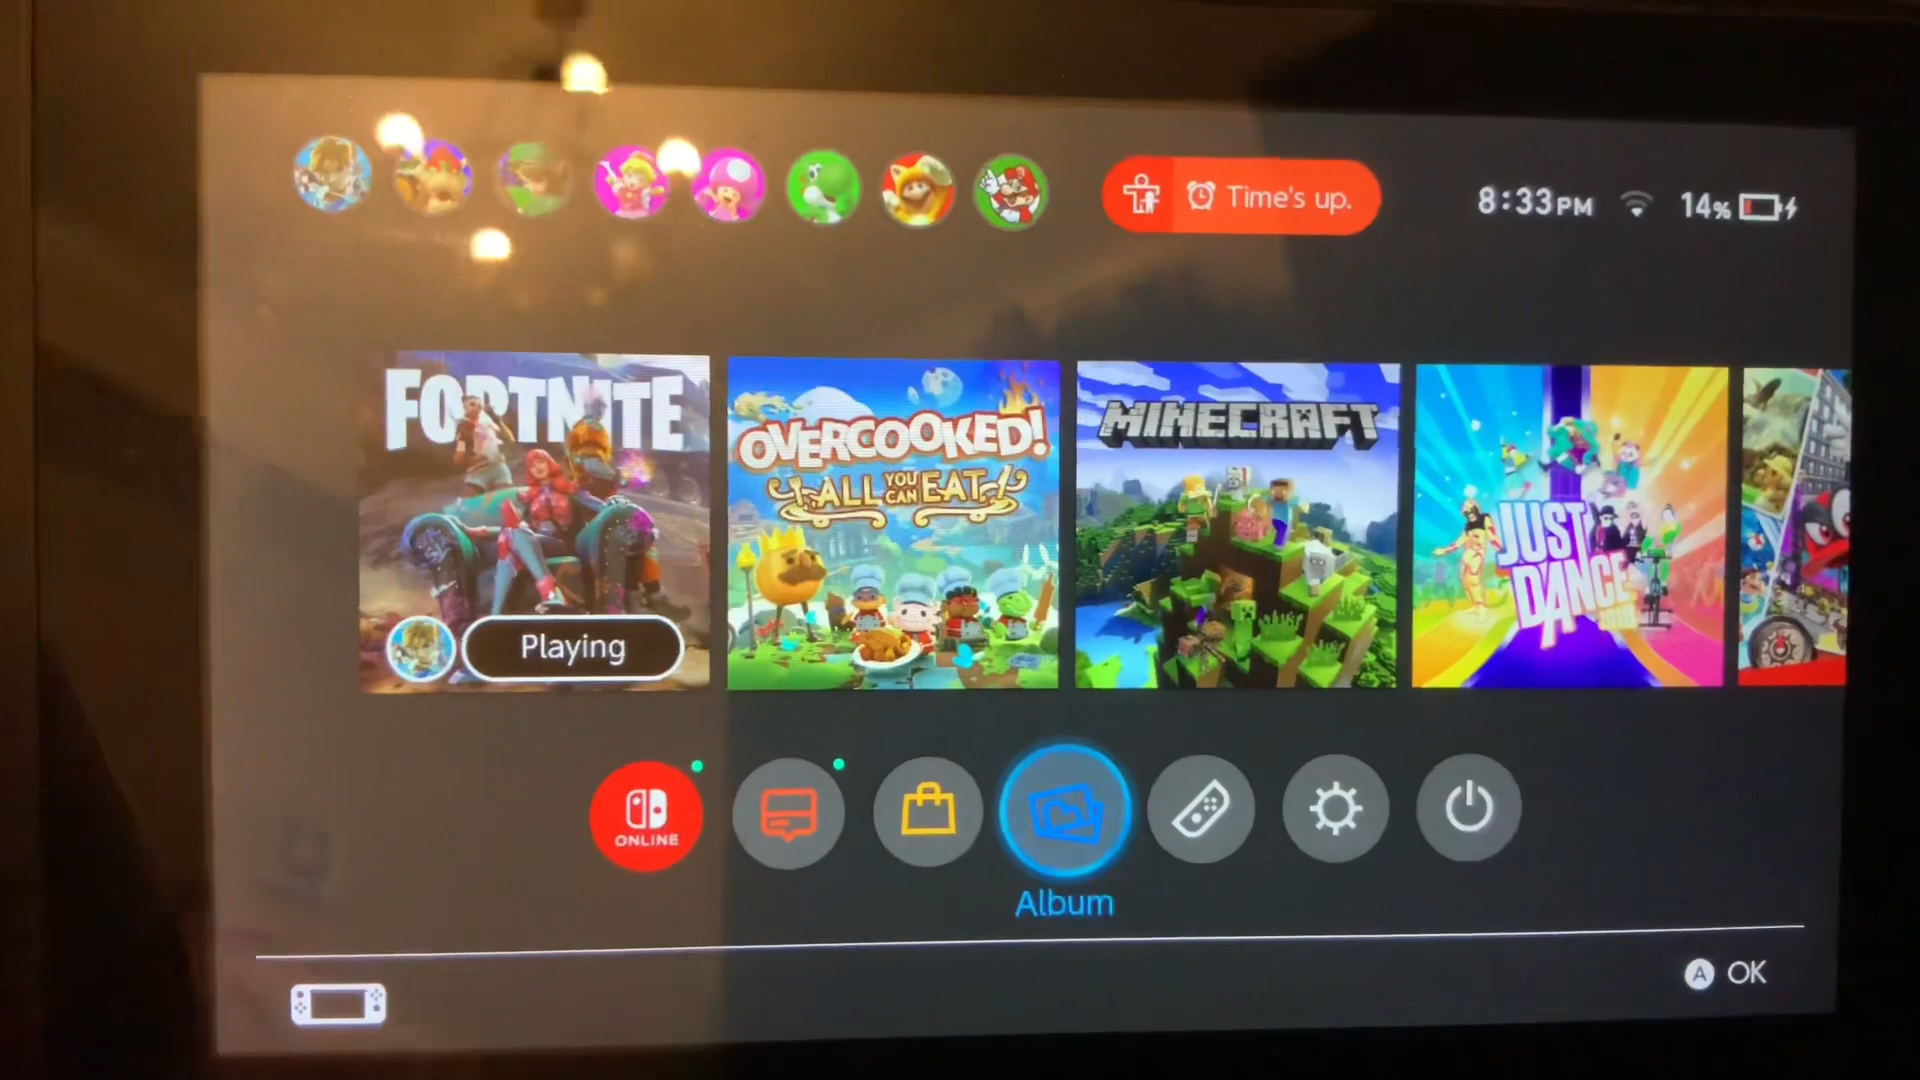 Time's up.
8:33PM
14%
FORTNITE
OVERCOOKED!
ALL YOU CAN EAT
MINECRAFT
JUST
DANCE
Playing
ONLINE
Album
A OK